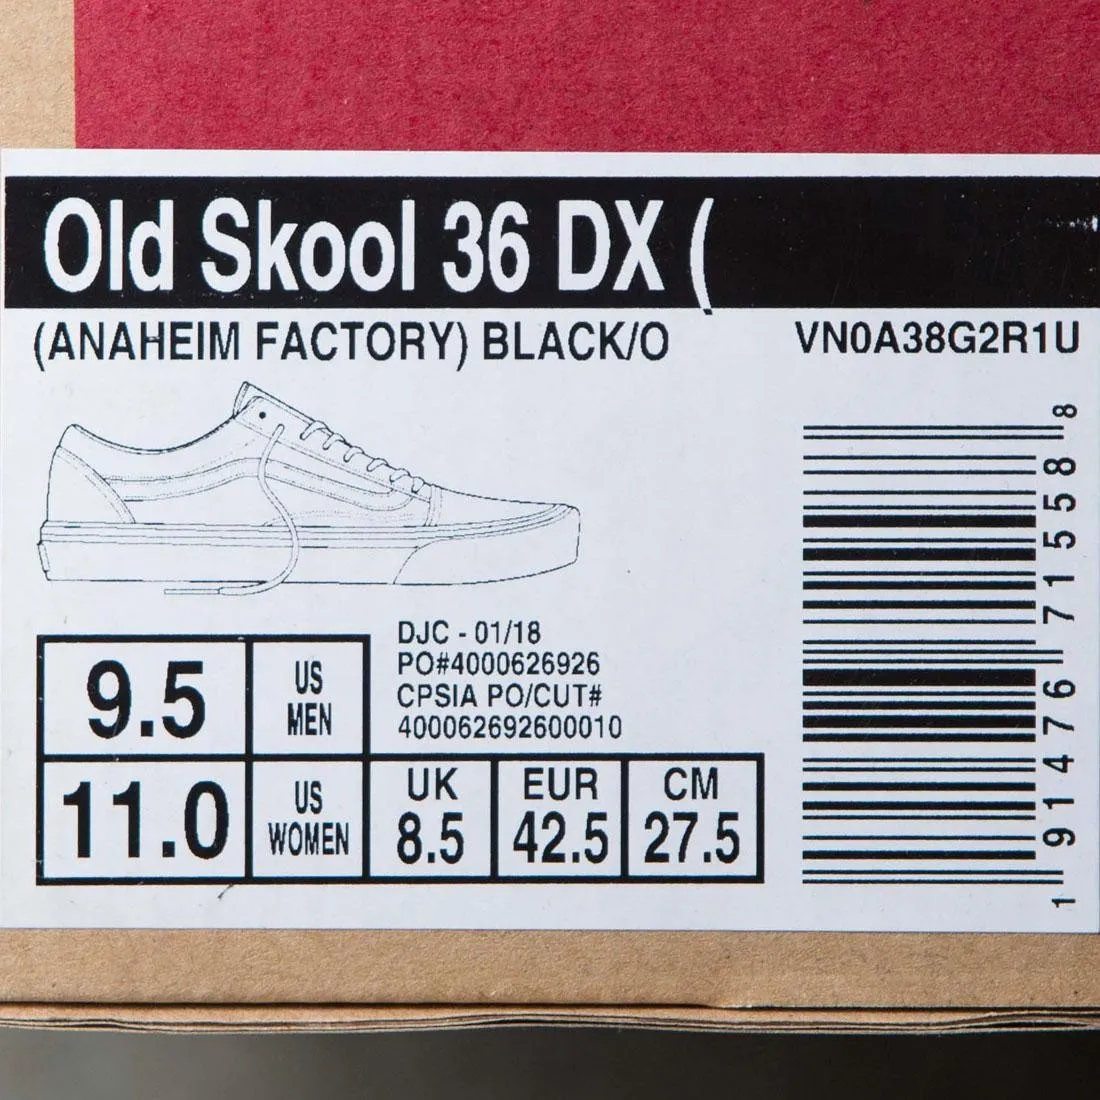 Old Skool 36 DX (
(ANAHEIM FACTORY) BLACK/O
VN0A38G2R1U
DJC - 01/18
PO#4000626926
CPSIA PO/CUT#
400062692600010
9.5
US
MEN
11.0
US
WOMEN
UK
8.5
EUR
42.5
CM
27.5
1 91476 71558 8